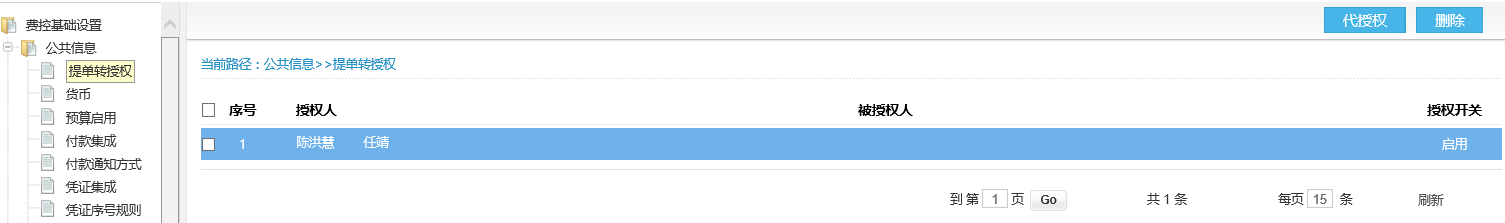 代授权 删除
费控基础设置
公共信息
提单转授权
货币
预算启用
付款集成
付款通知方式
凭证集成
凭证序号规则
当前路径：公共信息>>提单转授权
序号 授权人 被授权人 授权开关
1 陈洪慧 任靖 启用
到 第 1 页 Go 共 1 条 每页 15 条 刷新